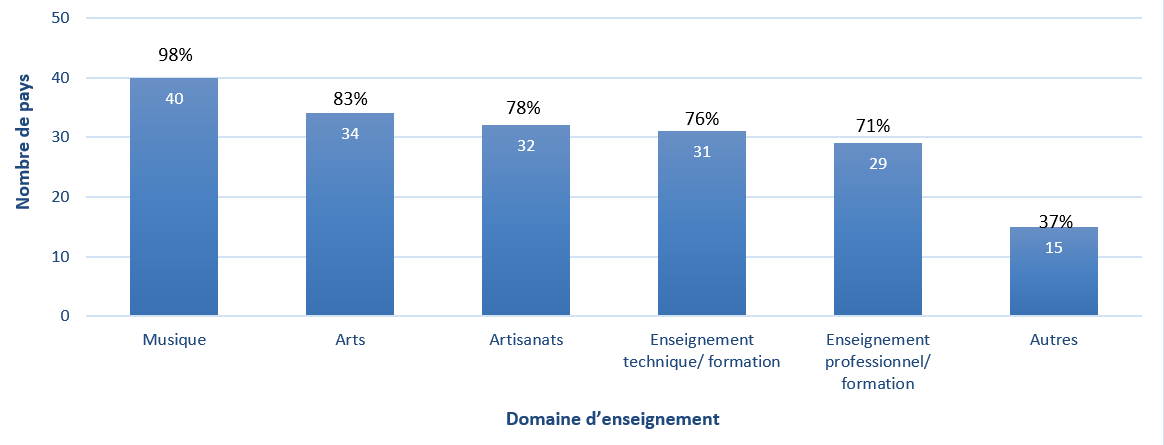 50
40
30
20
10
0
Nombre de pays
98%
40
83%
34
78%
32
76%
31
71%
29
37%
15
Musique
Arts
Artisanats
Enseignement
technique/ formation
Enseignement
professionnel/
formation
Autres
Domaine d’enseignement